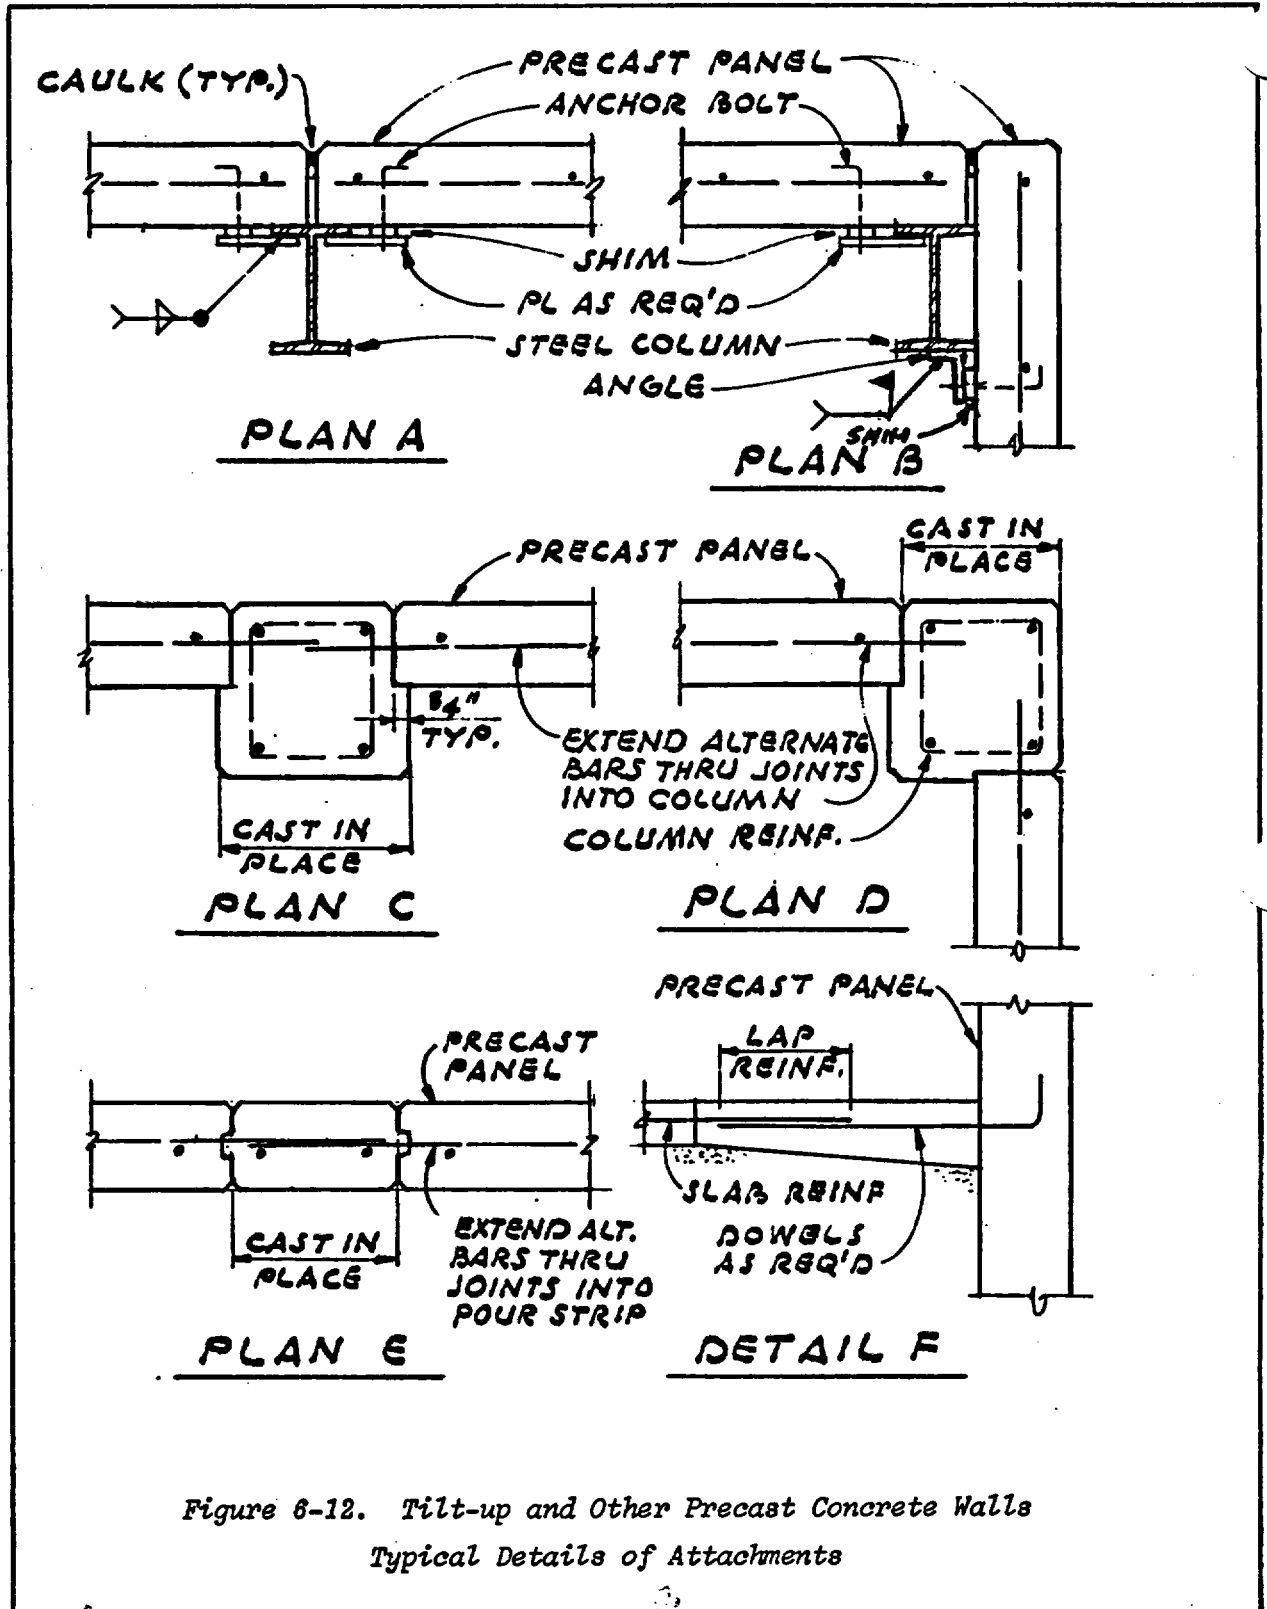 PRECAST PANEL
CAULK (TYP.)
ANCHOR BOLT
SHIM
PL AS REQ'D
STEEL COLUMN
ANGLE
SHIM
PLAN A
PLAN B
PRECAST PANEL
CAST IN
PLACE
3/4"
TYP.
EXTEND ALTERNATE
BARS THRU JOINTS
INTO COLUMN
COLUMN REINF.
CAST IN
PLACE
PLAN C
PLAN D
PRECAST PANEL
PRECAST
PANEL
LAP
REINF.
SLAB REINF
DOWELS
AS REQ'D
CAST IN
PLACE
EXTEND ALT.
BARS THRU
JOINTS INTO
POUR STRIP
PLAN E
DETAIL F
Figure 6-12. Tilt-up and Other Precast Concrete Walls
Typical Details of Attachments